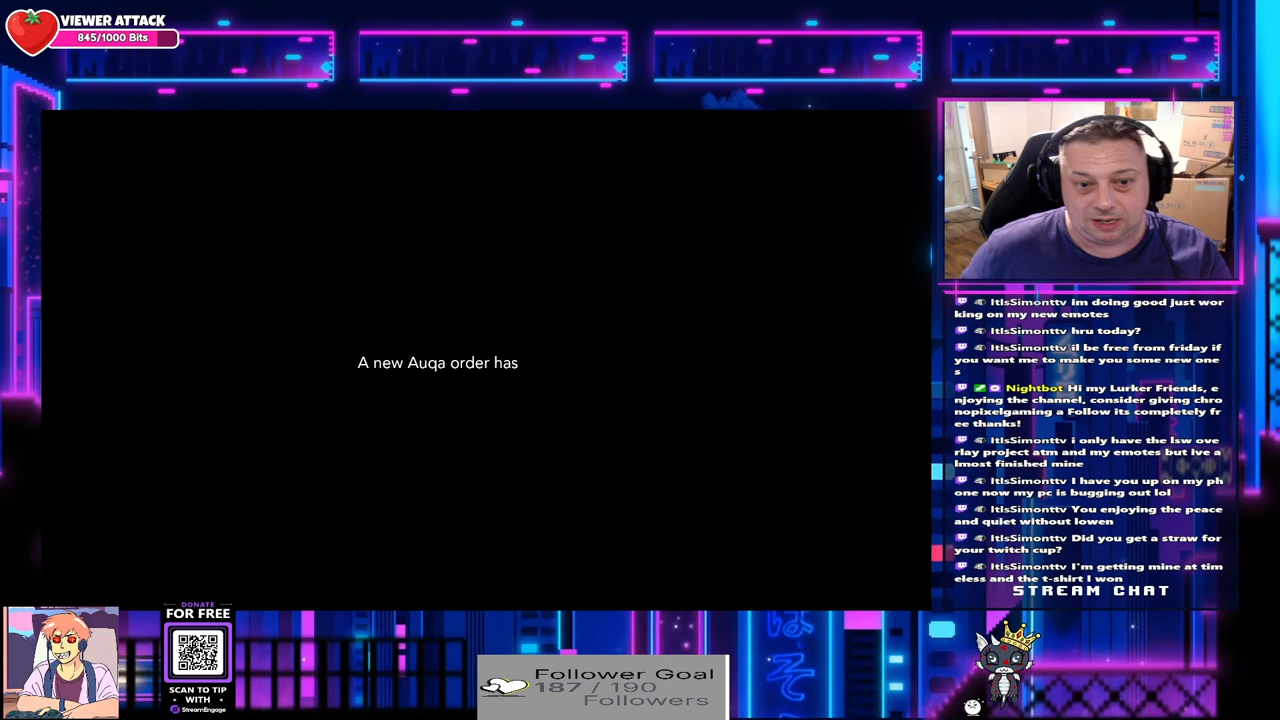 VIEWER ATTACK
845/1000 Bits
A new Auqa order has
ItIsSimonttv Im doing good just wor
king on my new emotes
ItIsSimonttv hru today?
ItIsSimonttv il be free from friday if
you want me to make you some new one
s
Nightbot Hi my Lurker Friends, e
njoying the channel, consider giving chro
nopixelgaming a Follow its completely fr
ee thanks!
ItIsSimonttv i only have the lsw ove
rlay project atm and my emotes but ive a
lmost finished mine
ItIsSimonttv I have you up on my ph
one now my pc is bugging out lol
ItIsSimonttv You enjoying the peace
and quiet without lowen
ItIsSimonttv Did you get a straw for
your twitch cup?
ItIsSimonttv I'm getting mine at tim
eless and the t-shirt I won
STREAM CHAT
DONATE
FOR FREE
SCAN TO TIP
- WITH -
StreamEngage
Follower Goal
187 / 190
Followers
は
そ